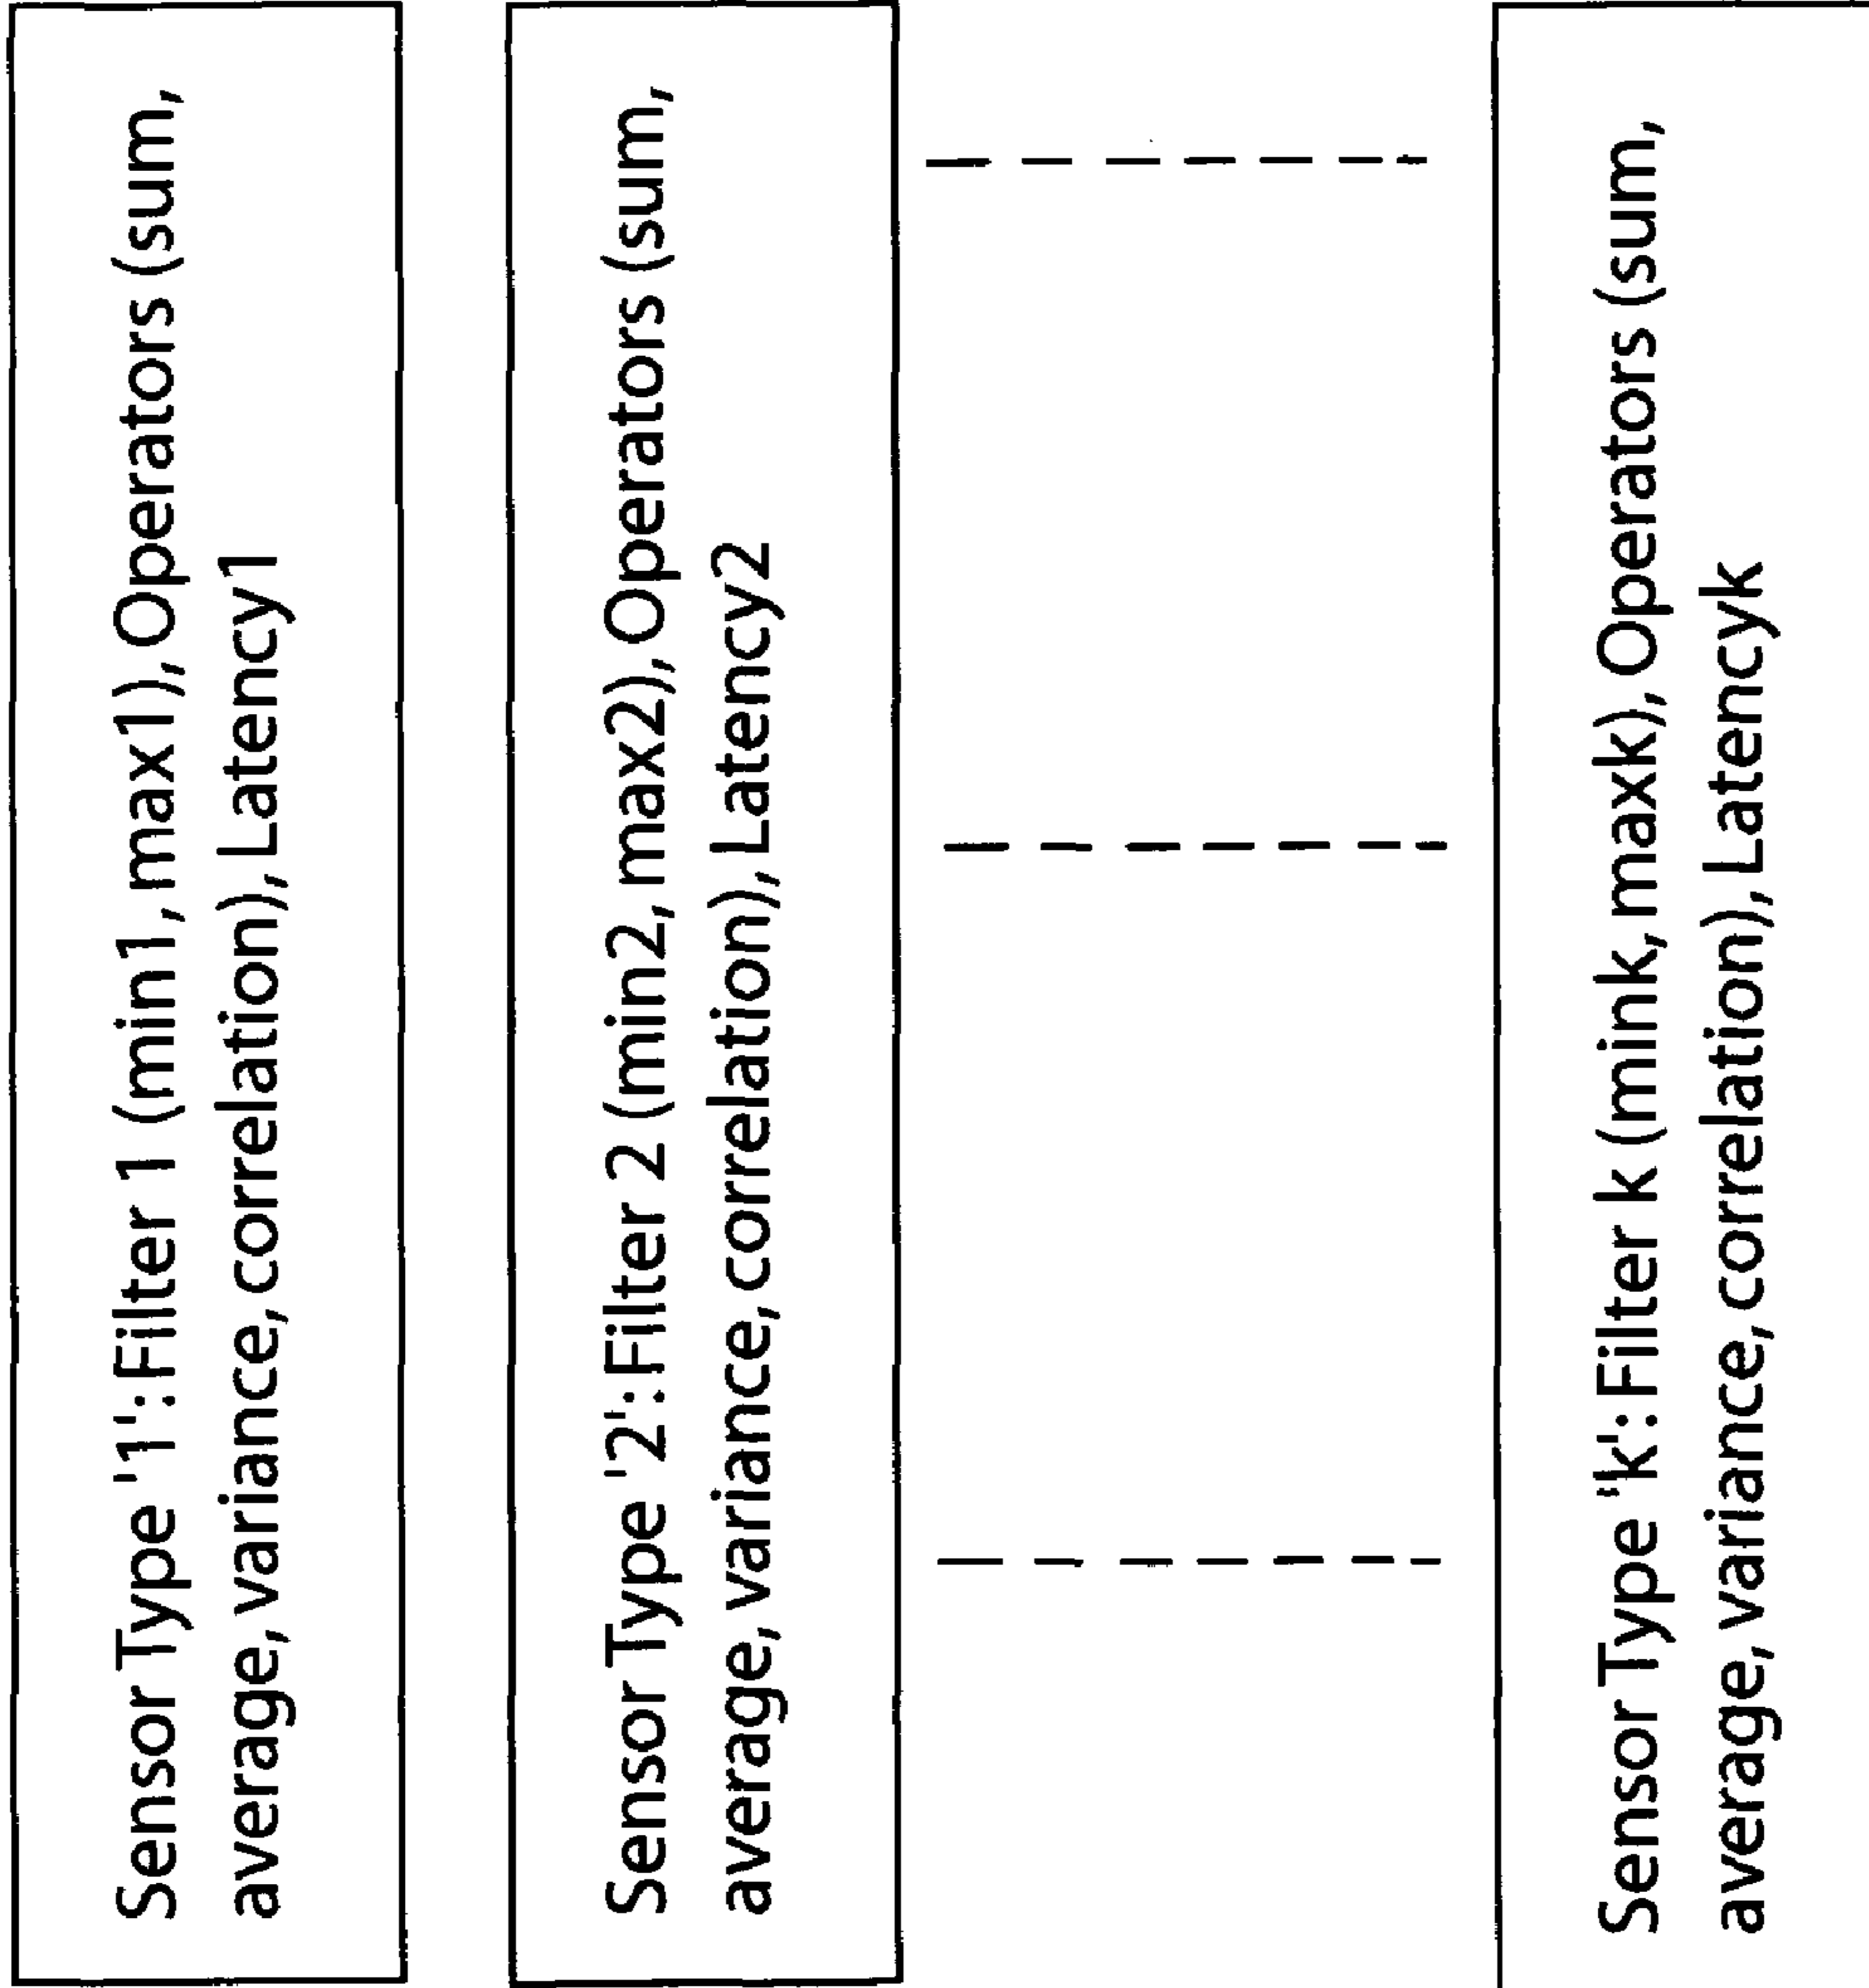 Sensor Type '1': Filter 1 (min1, max1), Operators (sum,
average, variance, correlation), Latency1
Sensor Type '2': Filter 2 (min2, max2), Operators (sum,
average, variance, correlation), Latency2
Sensor Type 'k': Filter k (mink, maxk), Operators (sum,
average, variance, correlation), Latencyk